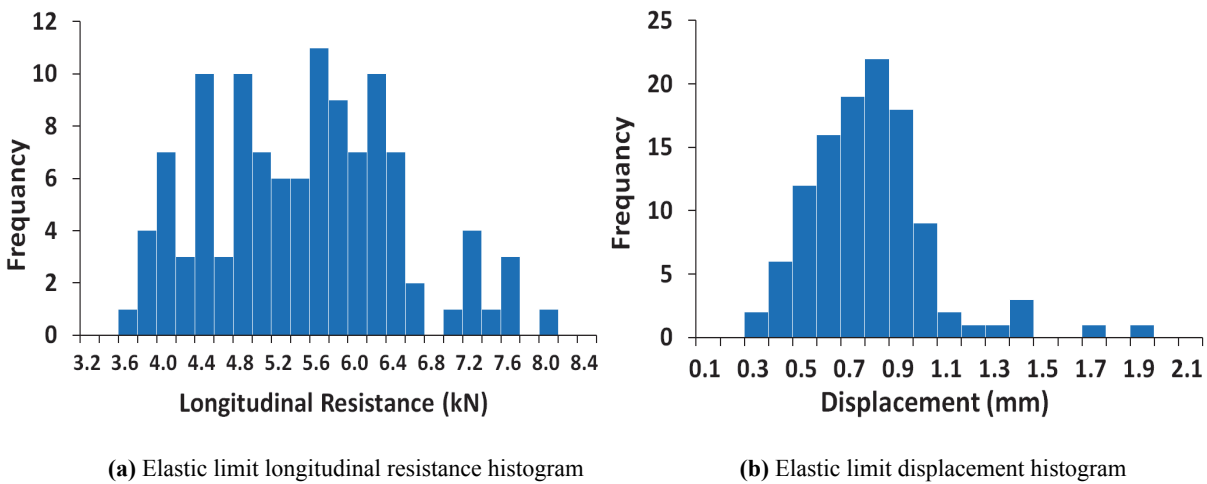 12
10
8
6
4
2
0
Frequancy
3.2 3.6 4.0 4.4 4.8 5.2 5.6 6.0 6.4 6.8 7.2 7.6 8.0 8.4
Longitudinal Resistance (kN)
(a) Elastic limit longitudinal resistance histogram
25
20
15
10
5
0
Frequancy
0.1 0.3 0.5 0.7 0.9 1.1 1.3 1.5 1.7 1.9 2.1
Displacement (mm)
(b) Elastic limit displacement histogram